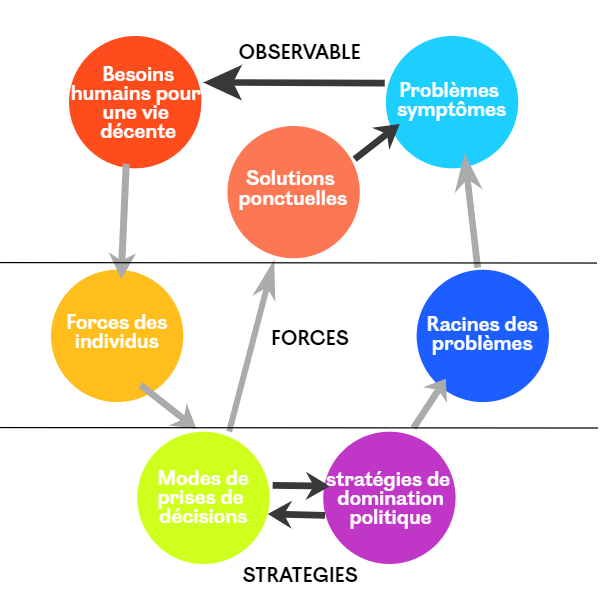 OBSERVABLE
Besoins
humains pour
une vie
décente
Problèmes
symptômes
Solutions
ponctuelles
Forces des
individus
FORCES
Racines des
problèmes
Modes de
prises de
décisions
stratégies de
domination
politique
STRATEGIES